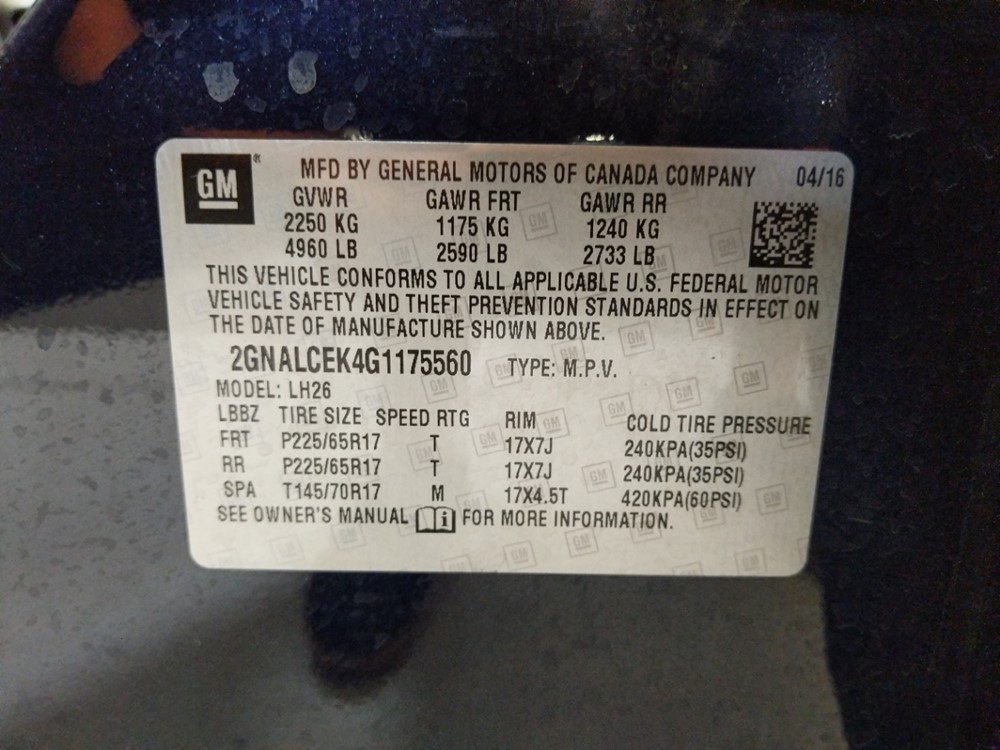 GM® MFD BY GENERAL MOTORS OF CANADA COMPANY 04/16
GVWR GAWR FRT GAWR RR
2250 KG 1175 KG 1240 KG
4960 LB 2590 LB 2733 LB
THIS VEHICLE CONFORMS TO ALL APPLICABLE U.S. FEDERAL MOTOR
VEHICLE SAFETY AND THEFT PREVENTION STANDARDS IN EFFECT ON
THE DATE OF MANUFACTURE SHOWN ABOVE.
2GNALCEK4G1175560 TYPE: M.P.V.
MODEL: LH26
LBBZ TIRE SIZE SPEED RTG RIM COLD TIRE PRESSURE
FRT P225/65R17 T 17X7J 240KPA(35PSI)
RR P225/65R17 T 17X7J 240KPA(35PSI)
SPA T145/70R17 M 17X4.5T 420KPA(60PSI)
SEE OWNER'S MANUAL i FOR MORE INFORMATION.